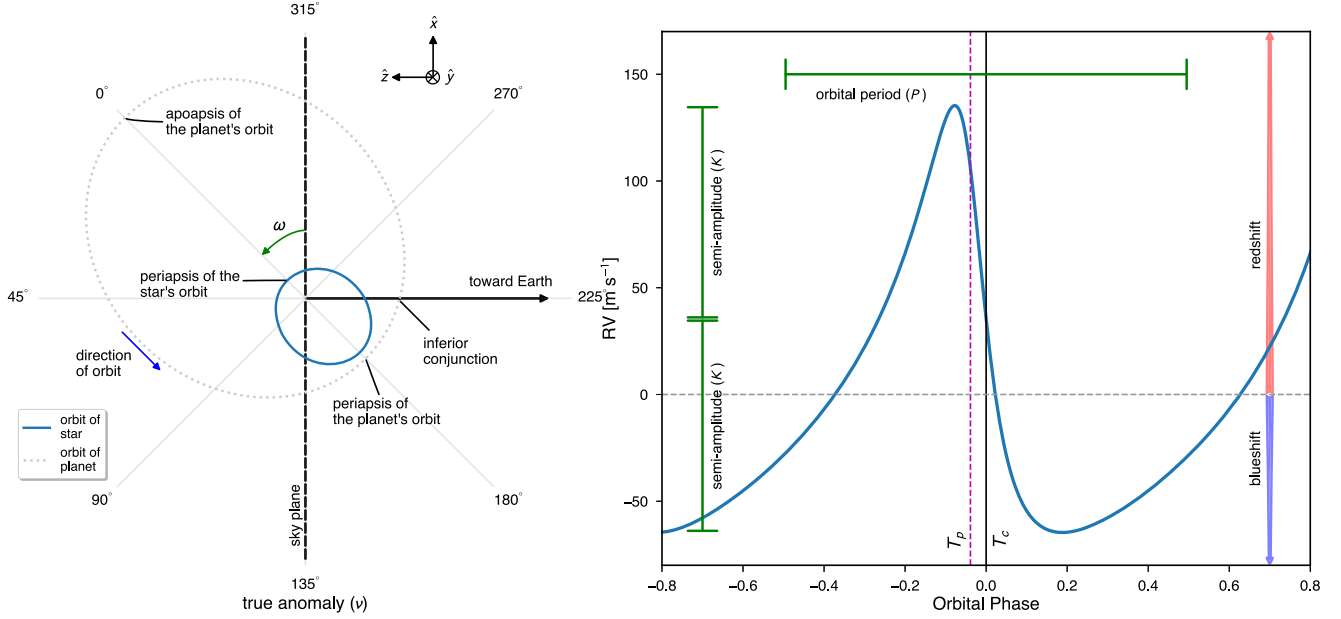 315°
x̂
ẑ
ŷ
0°
270°
apoapsis of
the planet's orbit
ω
periapsis of the
star's orbit
toward Earth
45°
225°
inferior
conjunction
direction
of orbit
periapsis of
the planet's orbit
orbit of
star
orbit of
planet
90°
180°
sky plane
135°
true anomaly (ν)
RV [m s⁻¹]
150
100
50
0
−50
orbital period (P)
semi-amplitude (K)
semi-amplitude (K)
redshift
blueshift
T_p
T_c
−0.8
−0.6
−0.4
−0.2
0.0
0.2
0.4
0.6
0.8
Orbital Phase